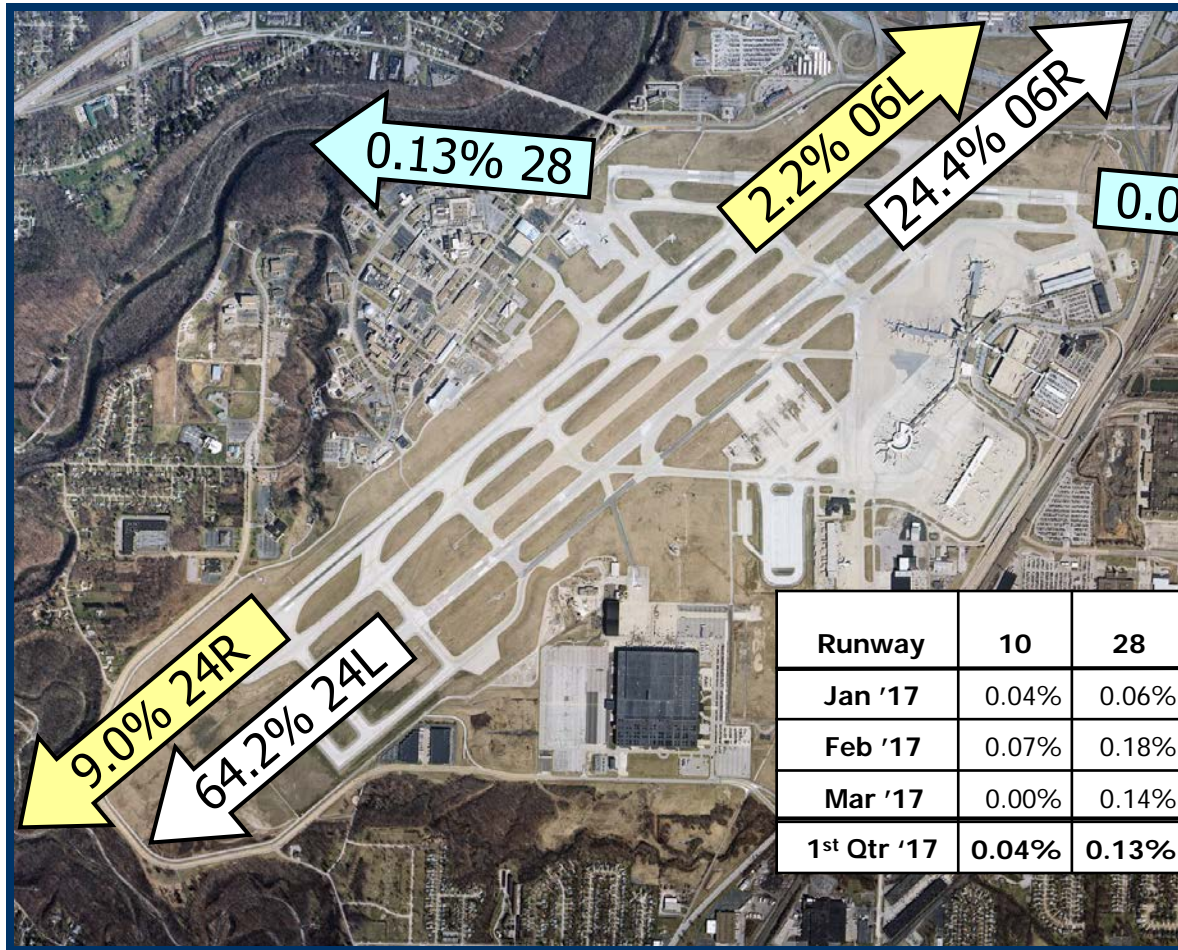 2.2% 06L
24.4% 06R
0.13% 28
0.0
9.0% 24R
64.2% 24L
Runway 10 28
Jan '17 0.04% 0.06%
Feb '17 0.07% 0.18%
Mar '17 0.00% 0.14%
1st Qtr '17 0.04% 0.13%